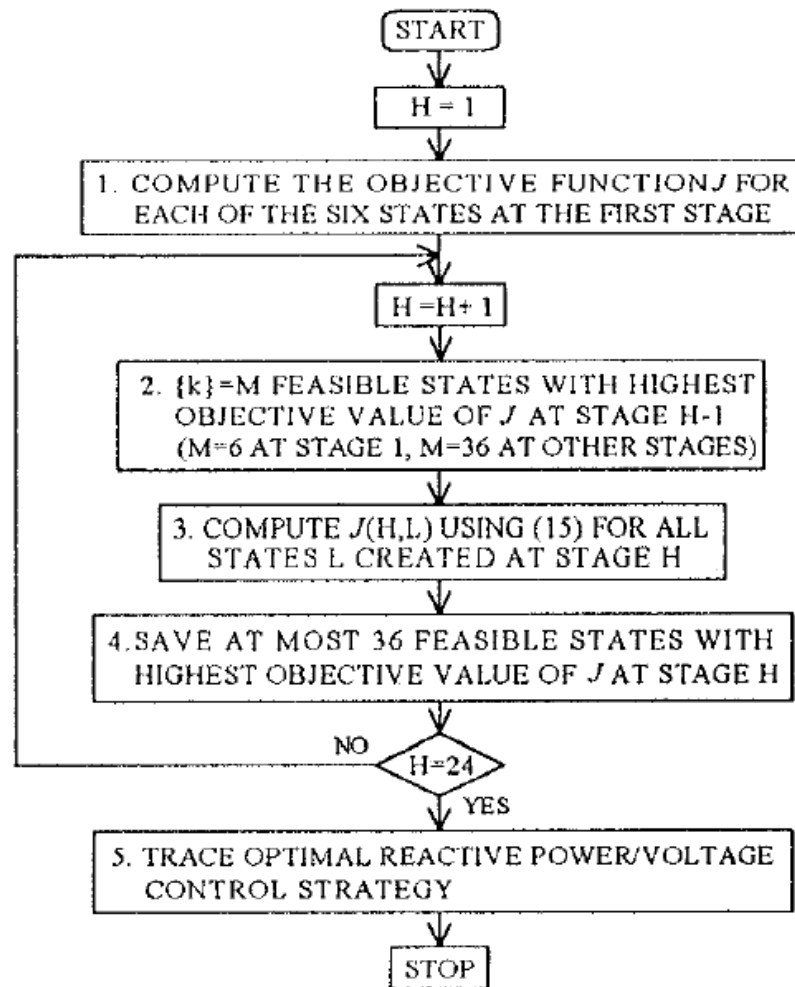 START
H = 1
1. COMPUTE THE OBJECTIVE FUNCTION J FOR
EACH OF THE SIX STATES AT THE FIRST STAGE
H =H+ 1
2. {k}=M FEASIBLE STATES WITH HIGHEST
OBJECTIVE VALUE OF J AT STAGE H-1
(M=6 AT STAGE 1, M=36 AT OTHER STAGES)
3. COMPUTE J(H,L) USING (15) FOR ALL
STATES L CREATED AT STAGE H
4. SAVE AT MOST 36 FEASIBLE STATES WITH
HIGHEST OBJECTIVE VALUE OF J AT STAGE H
NO
H=24
YES
5. TRACE OPTIMAL REACTIVE POWER/VOLTAGE
CONTROL STRATEGY
STOP